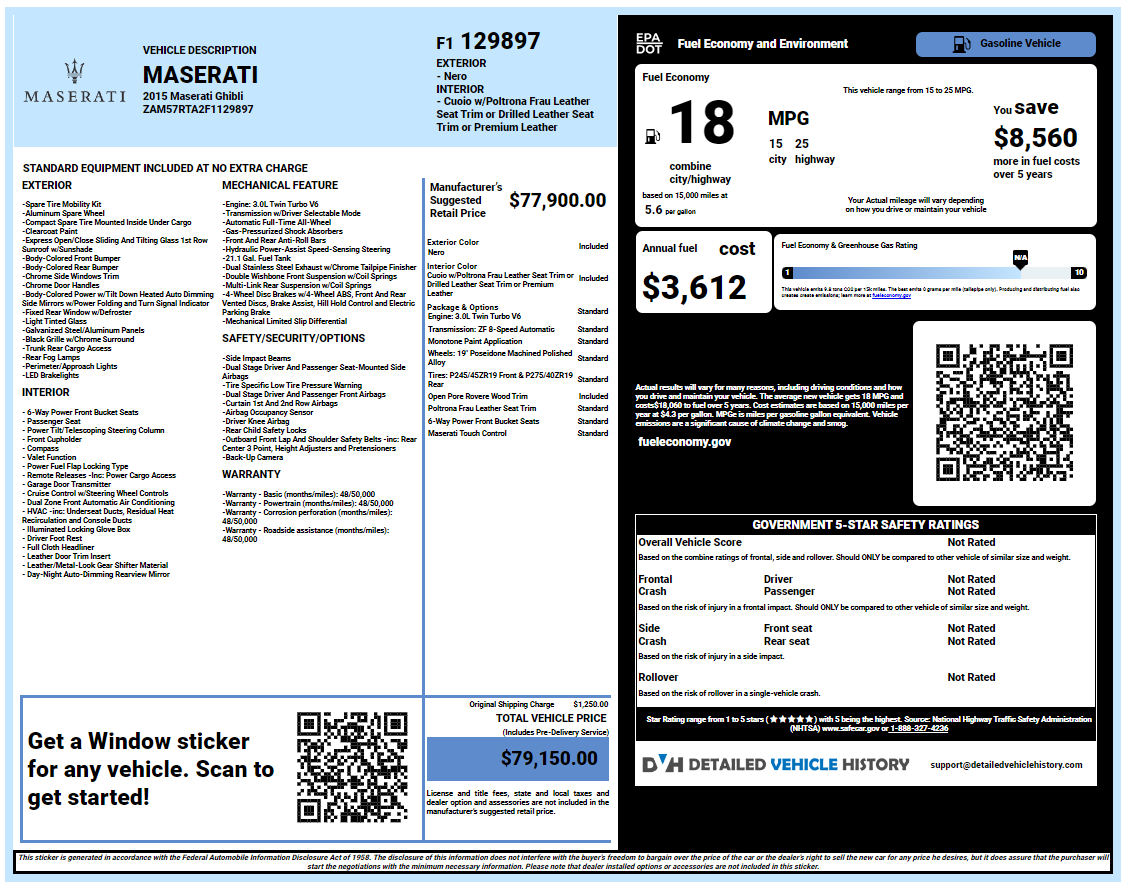 MASERATI
VEHICLE DESCRIPTION
MASERATI
2015 Maserati Ghibli
ZAM57RTA2F1129897
F1 129897
EXTERIOR
- Nero
INTERIOR
- Cuoio w/Poltrona Frau Leather
Seat Trim or Drilled Leather Seat
Trim or Premium Leather
STANDARD EQUIPMENT INCLUDED AT NO EXTRA CHARGE
EXTERIOR
-Spare Tire Mobility Kit
-Aluminum Spare Wheel
-Compact Spare Tire Mounted Inside Under Cargo
-Clearcoat Paint
-Express Open/Close Sliding And Tilting Glass 1st Row
Sunroof w/Sunshade
-Body-Colored Front Bumper
-Body-Colored Rear Bumper
-Chrome Side Windows Trim
-Chrome Door Handles
-Body-Colored Power w/Tilt Down Heated Auto Dimming
Side Mirrors w/Power Folding and Turn Signal Indicator
-Fixed Rear Window w/Defroster
-Light Tinted Glass
-Galvanized Steel/Aluminum Panels
-Black Grille w/Chrome Surround
-Trunk Rear Cargo Access
-Rear Fog Lamps
-Perimeter/Approach Lights
-LED Brakelights
INTERIOR
- 6-Way Power Front Bucket Seats
- Passenger Seat
- Power Tilt/Telescoping Steering Column
- Front Cupholder
- Compass
- Valet Function
- Power Fuel Flap Locking Type
- Remote Releases -Inc: Power Cargo Access
- Garage Door Transmitter
- Cruise Control w/Steering Wheel Controls
- Dual Zone Front Automatic Air Conditioning
- HVAC -inc: Underseat Ducts, Residual Heat
Recirculation and Console Ducts
- Illuminated Locking Glove Box
- Driver Foot Rest
- Full Cloth Headliner
- Leather Door Trim Insert
- Leather/Metal-Look Gear Shifter Material
- Day-Night Auto-Dimming Rearview Mirror
MECHANICAL FEATURE
-Engine: 3.0L Twin Turbo V6
-Transmission w/Driver Selectable Mode
-Automatic Full-Time All-Wheel
-Gas-Pressurized Shock Absorbers
-Front And Rear Anti-Roll Bars
-Hydraulic Power-Assist Speed-Sensing Steering
-21.1 Gal. Fuel Tank
-Dual Stainless Steel Exhaust w/Chrome Tailpipe Finisher
-Double Wishbone Front Suspension w/Coil Springs
-Multi-Link Rear Suspension w/Coil Springs
-4-Wheel Disc Brakes w/4-Wheel ABS, Front And Rear
Vented Discs, Brake Assist, Hill Hold Control and Electric
Parking Brake
-Mechanical Limited Slip Differential
SAFETY/SECURITY/OPTIONS
-Side Impact Beams
-Dual Stage Driver And Passenger Seat-Mounted Side
Airbags
-Tire Specific Low Tire Pressure Warning
-Dual Stage Driver And Passenger Front Airbags
-Curtain 1st And 2nd Row Airbags
-Airbag Occupancy Sensor
-Driver Knee Airbag
-Rear Child Safety Locks
-Outboard Front Lap And Shoulder Safety Belts -inc: Rear
Center 3 Point, Height Adjusters and Pretensioners
-Back-Up Camera
WARRANTY
-Warranty - Basic (months/miles): 48/50,000
-Warranty - Powertrain (months/miles): 48/50,000
-Warranty - Corrosion perforation (months/miles):
48/50,000
-Warranty - Roadside assistance (months/miles):
48/50,000
Manufacturer's
Suggested
Retail Price
$77,900.00
Exterior Color
Nero
Included
Interior Color
Cuoio w/Poltrona Frau Leather Seat Trim or
Drilled Leather Seat Trim or Premium
Leather
Included
Package & Options
Engine: 3.0L Twin Turbo V6 Standard
Transmission: ZF 8-Speed Automatic Standard
Monotone Paint Application Standard
Wheels: 19" Poseidone Machined Polished
Alloy
Standard
Tires: P245/45ZR19 Front & P275/40ZR19
Rear
Standard
Open Pore Rovere Wood Trim Included
Poltrona Frau Leather Seat Trim Standard
6-Way Power Front Bucket Seats Standard
Maserati Touch Control Standard
Get a Window sticker
for any vehicle. Scan to
get started!
Original Shipping Charge $1,250.00
TOTAL VEHICLE PRICE
(Includes Pre-Delivery Service)
$79,150.00
License and title fees, state and local taxes and
dealer option and assessories are not included in the
manufacturer's suggested retail price.
EPA
DOT
Fuel Economy and Environment
Gasoline Vehicle
Fuel Economy
This vehicle range from 15 to 25 MPG.
18
MPG
15 25
city highway
combine
city/highway
based on 15,000 miles at
5.6 per gallon
You save
$8,560
more in fuel costs
over 5 years
Your Actual mileage will vary depending
on how you drive or maintain your vehicle
Annual fuel cost
$3,612
Fuel Economy & Greenhouse Gas Rating
N/A
1
10
This vehicle emits 9.8 tons CO2 per 15k miles. The best emits 0 grams per mile (tailpipe only). Producing and distributing fuel also
creates create emissions; learn more at fueleconomy.gov
Actual results will vary for many reasons, including driving conditions and how
you drive and maintain your vehicle. The average new vehicle gets 18 MPG and
costs$18,060 to fuel over 5 years. Cost estimates are based on 15,000 miles per
year at $4.3 per gallon. MPGe is miles per gasoline gallon equivalent. Vehicle
emissions are a significant cause of climate change and smog.
fueleconomy.gov
GOVERNMENT 5-STAR SAFETY RATINGS
Overall Vehicle Score Not Rated
Based on the combine ratings of frontal, side and rollover. Should ONLY be compared to other vehicle of similar size and weight.
Frontal Driver Not Rated
Crash Passenger Not Rated
Based on the risk of injury in a frontal impact. Should ONLY be compared to other vehicle of similar size and weight.
Side Front seat Not Rated
Crash Rear seat Not Rated
Based on the risk of injury in a side impact.
Rollover Not Rated
Based on the risk of rollover in a single-vehicle crash.
Star Rating range from 1 to 5 stars (★★★★★) with 5 being the highest. Source: National Highway Traffic Safety Administration
(NHTSA) www.safecar.gov or 1-888-327-4236
DVH DETAILED VEHICLE HISTORY
support@detailedvehiclehistory.com
This sticker is generated in accordance with the Federal Automobile Information Disclosure Act of 1958. The disclosure of this information does not interfere with the buyer's freedom to bargain over the price of the car or the dealer's right to sell the new car for any price he desires, but it does assure that the purchaser will
start the negotiations with the minimum necessary information. Please note that dealer installed options or accessories are not included in this sticker.